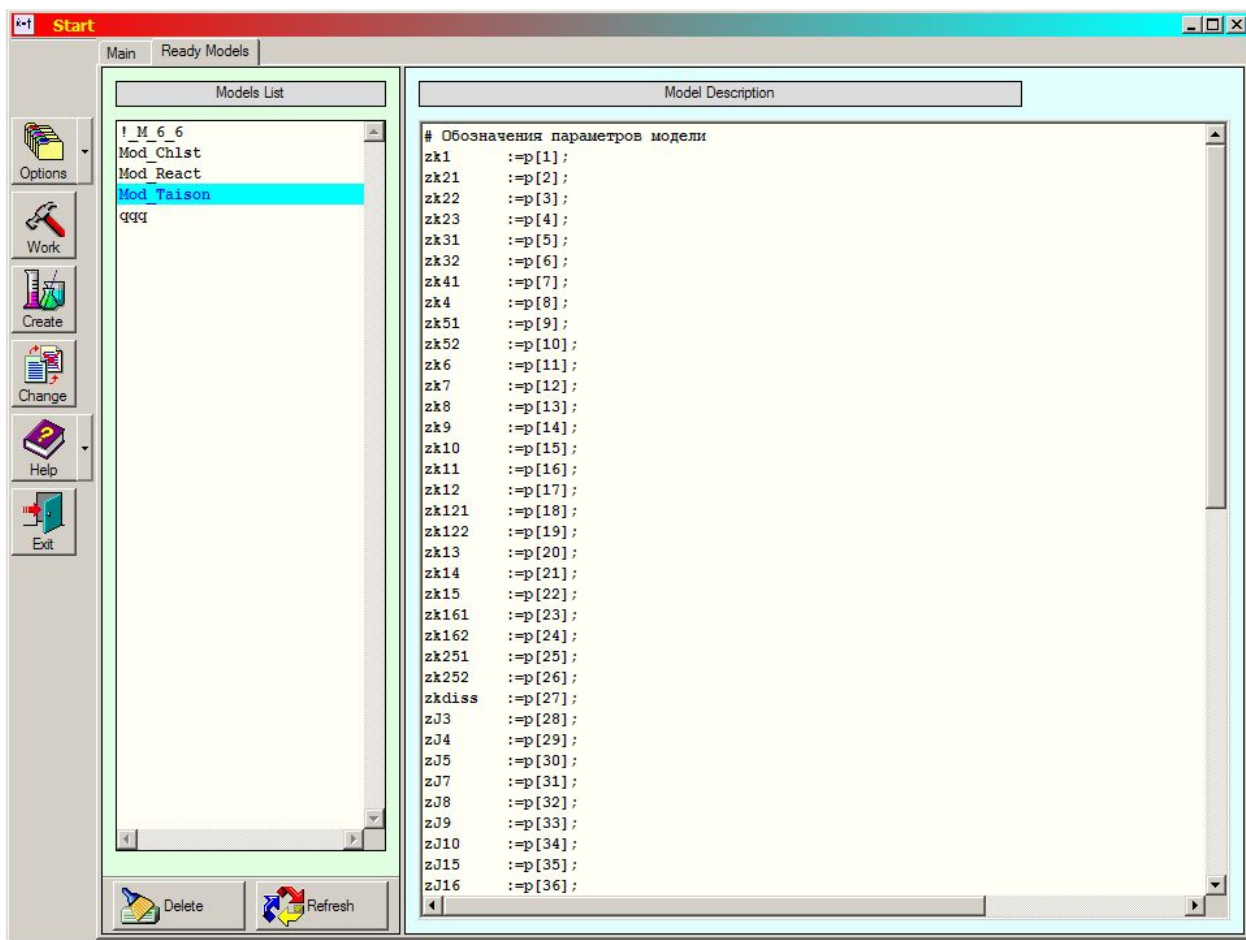 Start
Main Ready Models
Models List
Model Description
Options
Work
Create
Change
Help
Exit
!_M_6_6
Mod_Chlst
Mod_React
Mod_Taison
qqq
# Обозначения параметров модели
zk1 :=p[1];
zk21 :=p[2];
zk22 :=p[3];
zk23 :=p[4];
zk31 :=p[5];
zk32 :=p[6];
zk41 :=p[7];
zk4 :=p[8];
zk51 :=p[9];
zk52 :=p[10];
zk6 :=p[11];
zk7 :=p[12];
zk8 :=p[13];
zk9 :=p[14];
zk10 :=p[15];
zk11 :=p[16];
zk12 :=p[17];
zk121 :=p[18];
zk122 :=p[19];
zk13 :=p[20];
zk14 :=p[21];
zk15 :=p[22];
zk161 :=p[23];
zk162 :=p[24];
zk251 :=p[25];
zk252 :=p[26];
zkdiss :=p[27];
zJ3 :=p[28];
zJ4 :=p[29];
zJ5 :=p[30];
zJ7 :=p[31];
zJ8 :=p[32];
zJ9 :=p[33];
zJ10 :=p[34];
zJ15 :=p[35];
zJ16 :=p[36];
Delete
Refresh